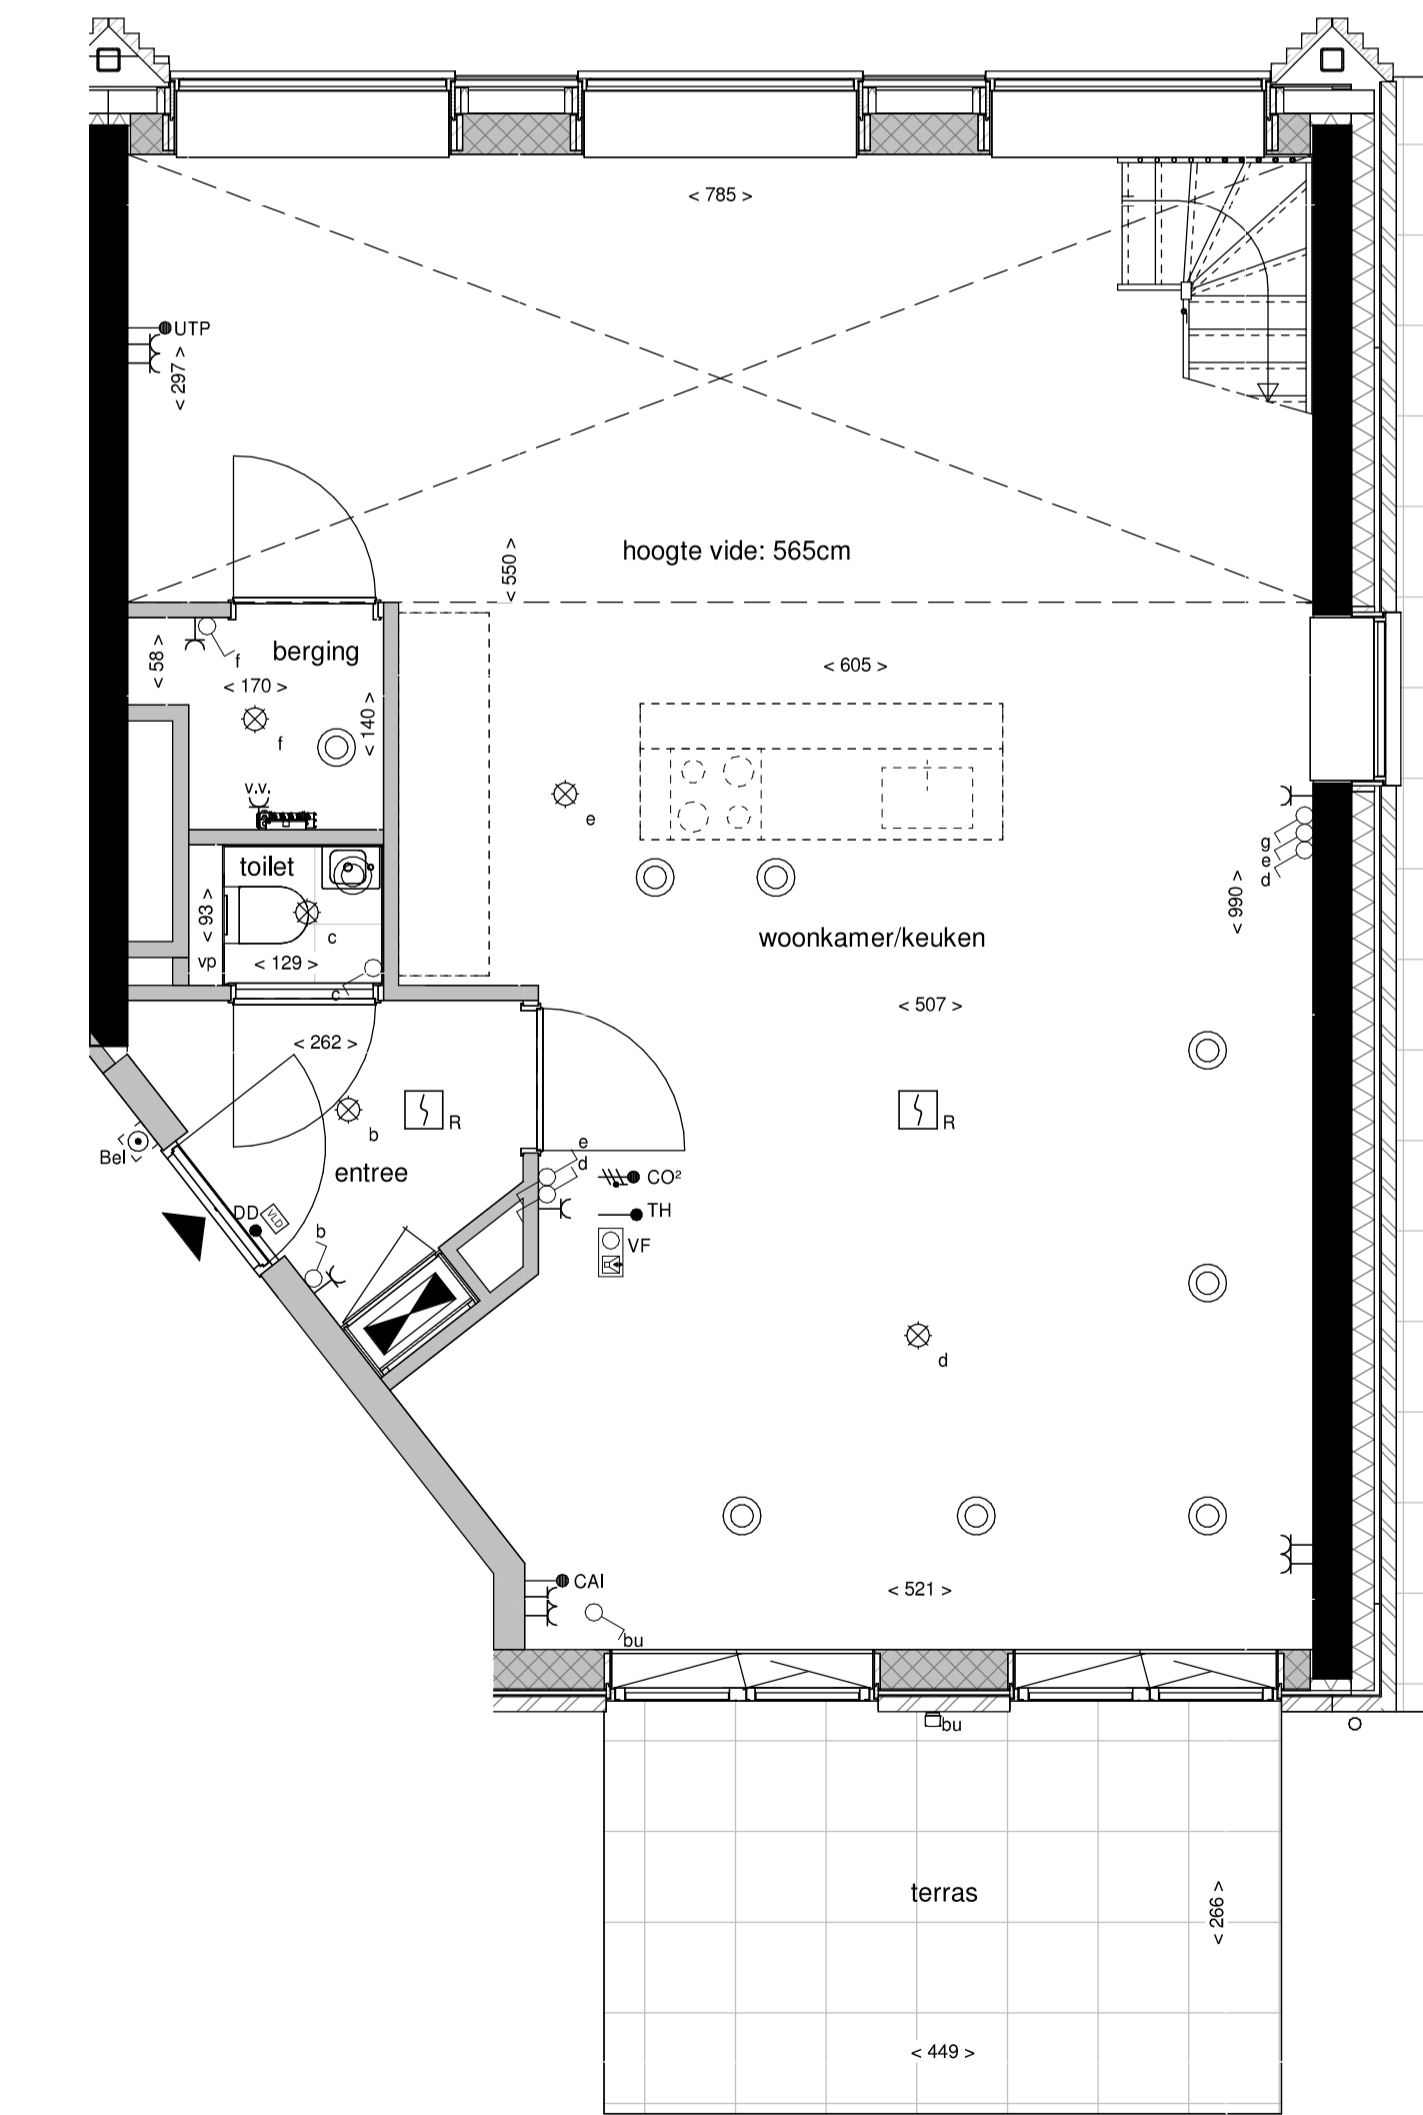 < 785 >
UTP
< 297 >
hoogte vide: 565cm
< 550 >
berging
< 58 >
f
< 170 >
< 140 >
f
< 605 >
v.v.
e
g
e
d
toilet
< 93 >
c
vp
< 129 >
c
< 990 >
woonkamer/keuken
< 507 >
< 262 >
R
R
b
Bel
entree
e
d
CO²
TH
VF
DD
VLD
b
d
CAI
bu
< 521 >
bu
terras
< 266 >
< 449 >